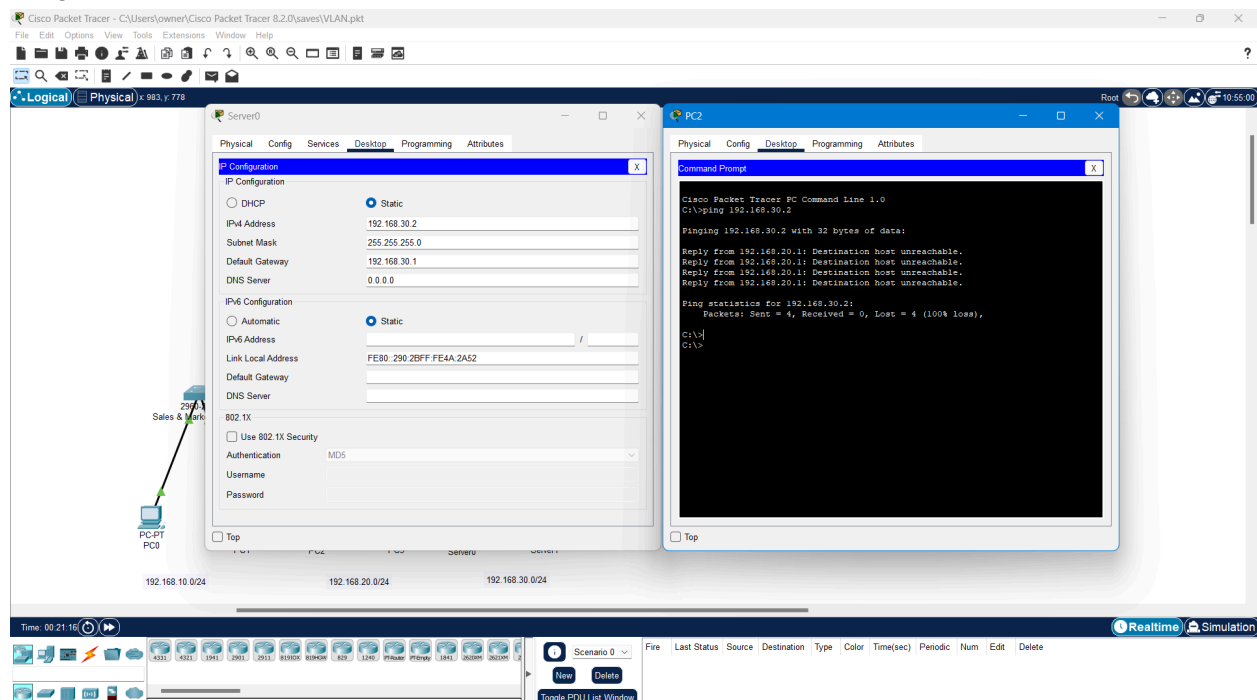 Cisco Packet Tracer - C:\Users\owner\Cisco Packet Tracer 8.2.0\saves\VLAN.pkt
File Edit Options View Tools Extensions Window Help
?
Logical Physical x: 983, y: 778 Root 10:55:00
Server0
Physical Config Services Desktop Programming Attributes
IP Configuration X
IP Configuration
DHCP Static
IPv4 Address 192.168.30.2
Subnet Mask 255.255.255.0
Default Gateway 192.168.30.1
DNS Server 0.0.0.0
IPv6 Configuration
Automatic Static
IPv6 Address /
Link Local Address FE80::290:2BFF:FE4A:2A52
Default Gateway
DNS Server
802.1X
Use 802.1X Security
Authentication MD5
Username
Password
Top
PC2
Physical Config Desktop Programming Attributes
Command Prompt X
Cisco Packet Tracer PC Command Line 1.0
C:\>ping 192.168.30.2
Pinging 192.168.30.2 with 32 bytes of data:
Reply from 192.168.20.1: Destination host unreachable.
Reply from 192.168.20.1: Destination host unreachable.
Reply from 192.168.20.1: Destination host unreachable.
Reply from 192.168.20.1: Destination host unreachable.
Ping statistics for 192.168.30.2:
Packets: Sent = 4, Received = 0, Lost = 4 (100% loss),
C:\>
C:\>
Top
Sales & Mark
PC-PT
PC0
192.168.10.0/24 192.168.20.0/24 192.168.30.0/24
Time: 00:21:16 Realtime Simulation
4331 4321 1941 2901 2911 819IOX 819HGW 829 1240 PT-Router PT-Empty 1841 2620XM 2621XM
Scenario 0
New Delete
Toggle PDU List Window
Fire Last Status Source Destination Type Color Time(sec) Periodic Num Edit Delete